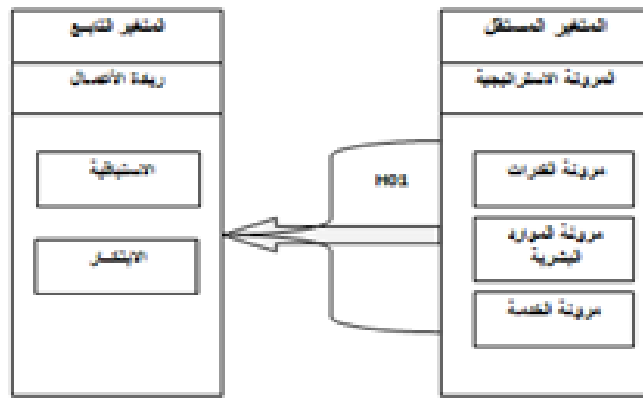 المتغير المستقل
المرونة الاستراتيجية
مرونة القدرات
مرونة الموارد
البشرية
مرونة الخدمة
H01
المتغير التابع
ريادة الأعمال
الاستباقية
الابتكار